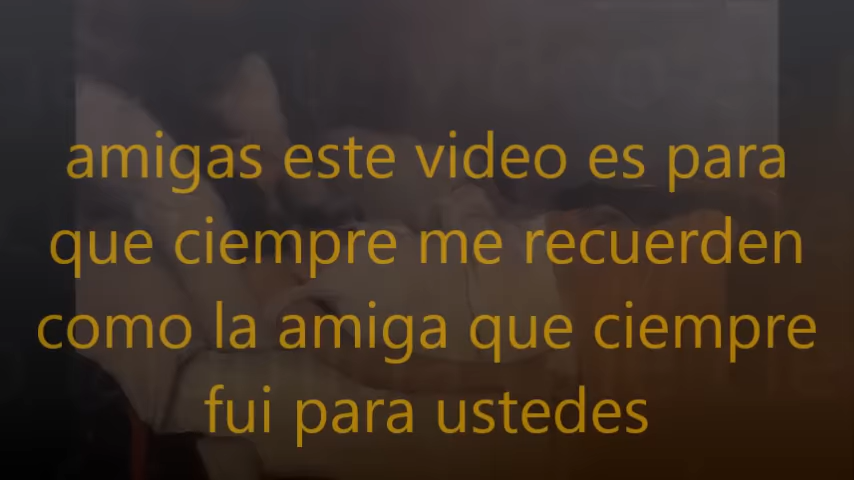 amigas este video es para
que ciempre me recuerden
como la amiga que ciempre
fui para ustedes